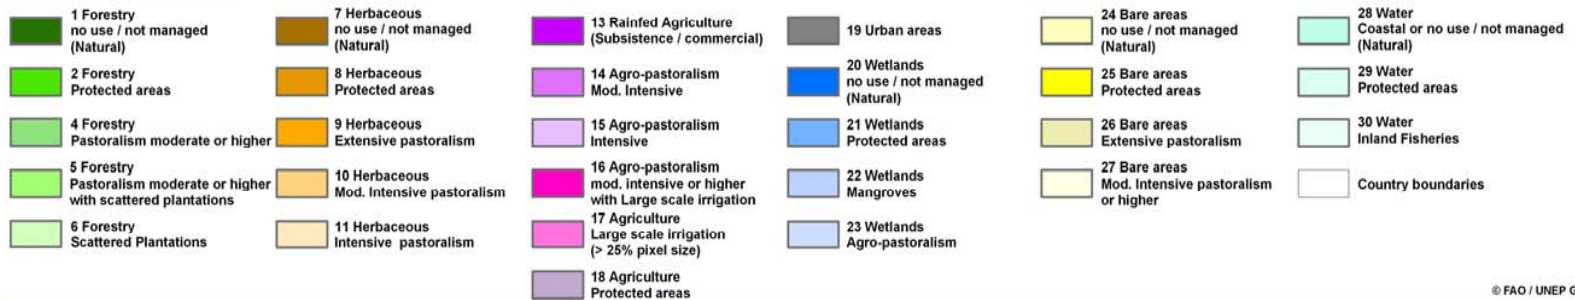 1 Forestry
no use / not managed
(Natural)
2 Forestry
Protected areas
4 Forestry
Pastoralism moderate or higher
5 Forestry
Pastoralism moderate or higher
with scattered plantations
6 Forestry
Scattered Plantations
7 Herbaceous
no use / not managed
(Natural)
8 Herbaceous
Protected areas
9 Herbaceous
Extensive pastoralism
10 Herbaceous
Mod. Intensive pastoralism
11 Herbaceous
Intensive pastoralism
13 Rainfed Agriculture
(Subsistence / commercial)
14 Agro-pastoralism
Mod. Intensive
15 Agro-pastoralism
Intensive
16 Agro-pastoralism
mod. intensive or higher
with Large scale irrigation
17 Agriculture
Large scale irrigation
(> 25% pixel size)
18 Agriculture
Protected areas
19 Urban areas
20 Wetlands
no use / not managed
(Natural)
21 Wetlands
Protected areas
22 Wetlands
Mangroves
23 Wetlands
Agro-pastoralism
24 Bare areas
no use / not managed
(Natural)
25 Bare areas
Protected areas
26 Bare areas
Extensive pastoralism
27 Bare areas
Mod. Intensive pastoralism
or higher
28 Water
Coastal or no use / not managed
(Natural)
29 Water
Protected areas
30 Water
Inland Fisheries
Country boundaries
© FAO / UNEP G